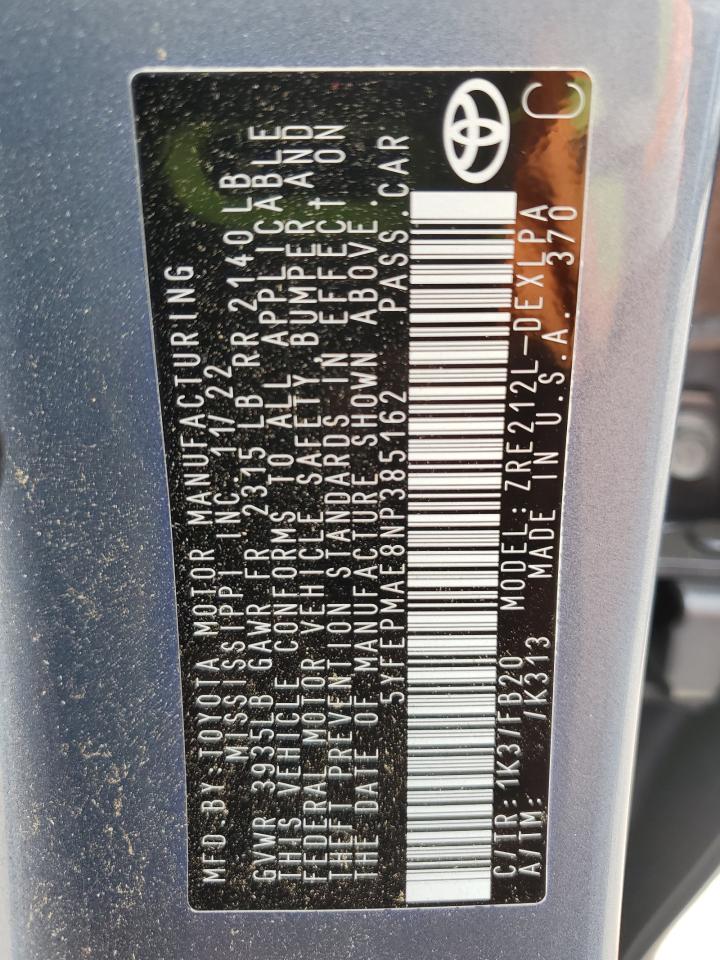 MFD BY: TOYOTA MOTOR MANUFACTURING
MISSISSIPPI INC. 11/22
GVWR 3935LB GAWR FR 2315 LB RR 2140 LB
THIS VEHICLE CONFORMS TO ALL APPLICABLE
FEDERAL MOTOR VEHICLE SAFETY, BUMPER AND
THEFT PREVENTION STANDARDS IN EFFECT ON
THE DATE OF MANUFACTURE SHOWN ABOVE.
5YFEPMAE8NP385162 PASS.CAR
C/TR: 1K3/FB20 MODEL: ZRE212L-DEXLPA
A/TM: /K313 MADE IN U.S.A. 370
C